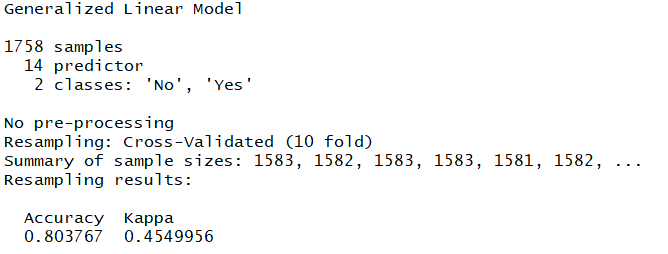 Generalized Linear Model
1758 samples
14 predictor
2 classes: 'No', 'Yes'
No pre-processing
Resampling: Cross-Validated (10 fold)
Summary of sample sizes: 1583, 1582, 1583, 1583, 1581, 1582, ...
Resampling results:
Accuracy Kappa
0.803767 0.4549956